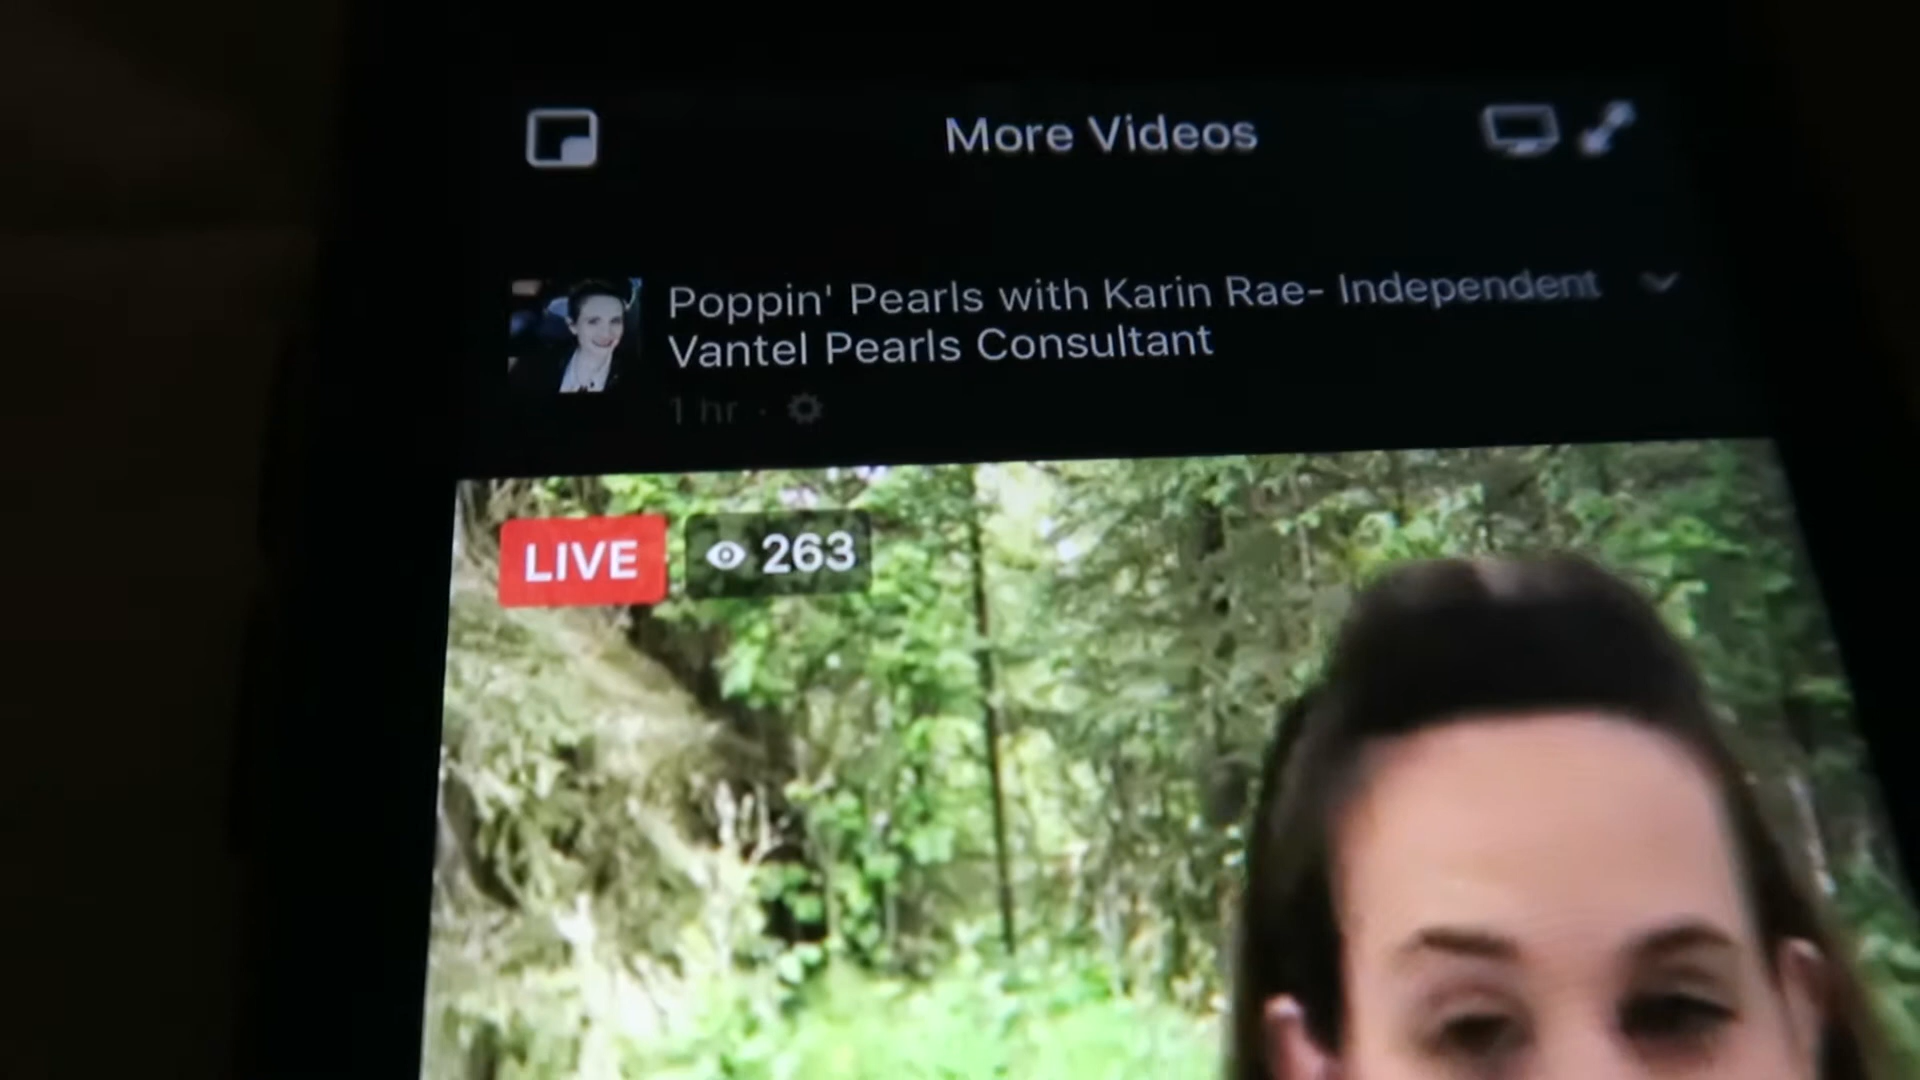 More Videos
Poppin' Pearls with Karin Rae- Independent
Vantel Pearls Consultant
1 hr ·
LIVE 263